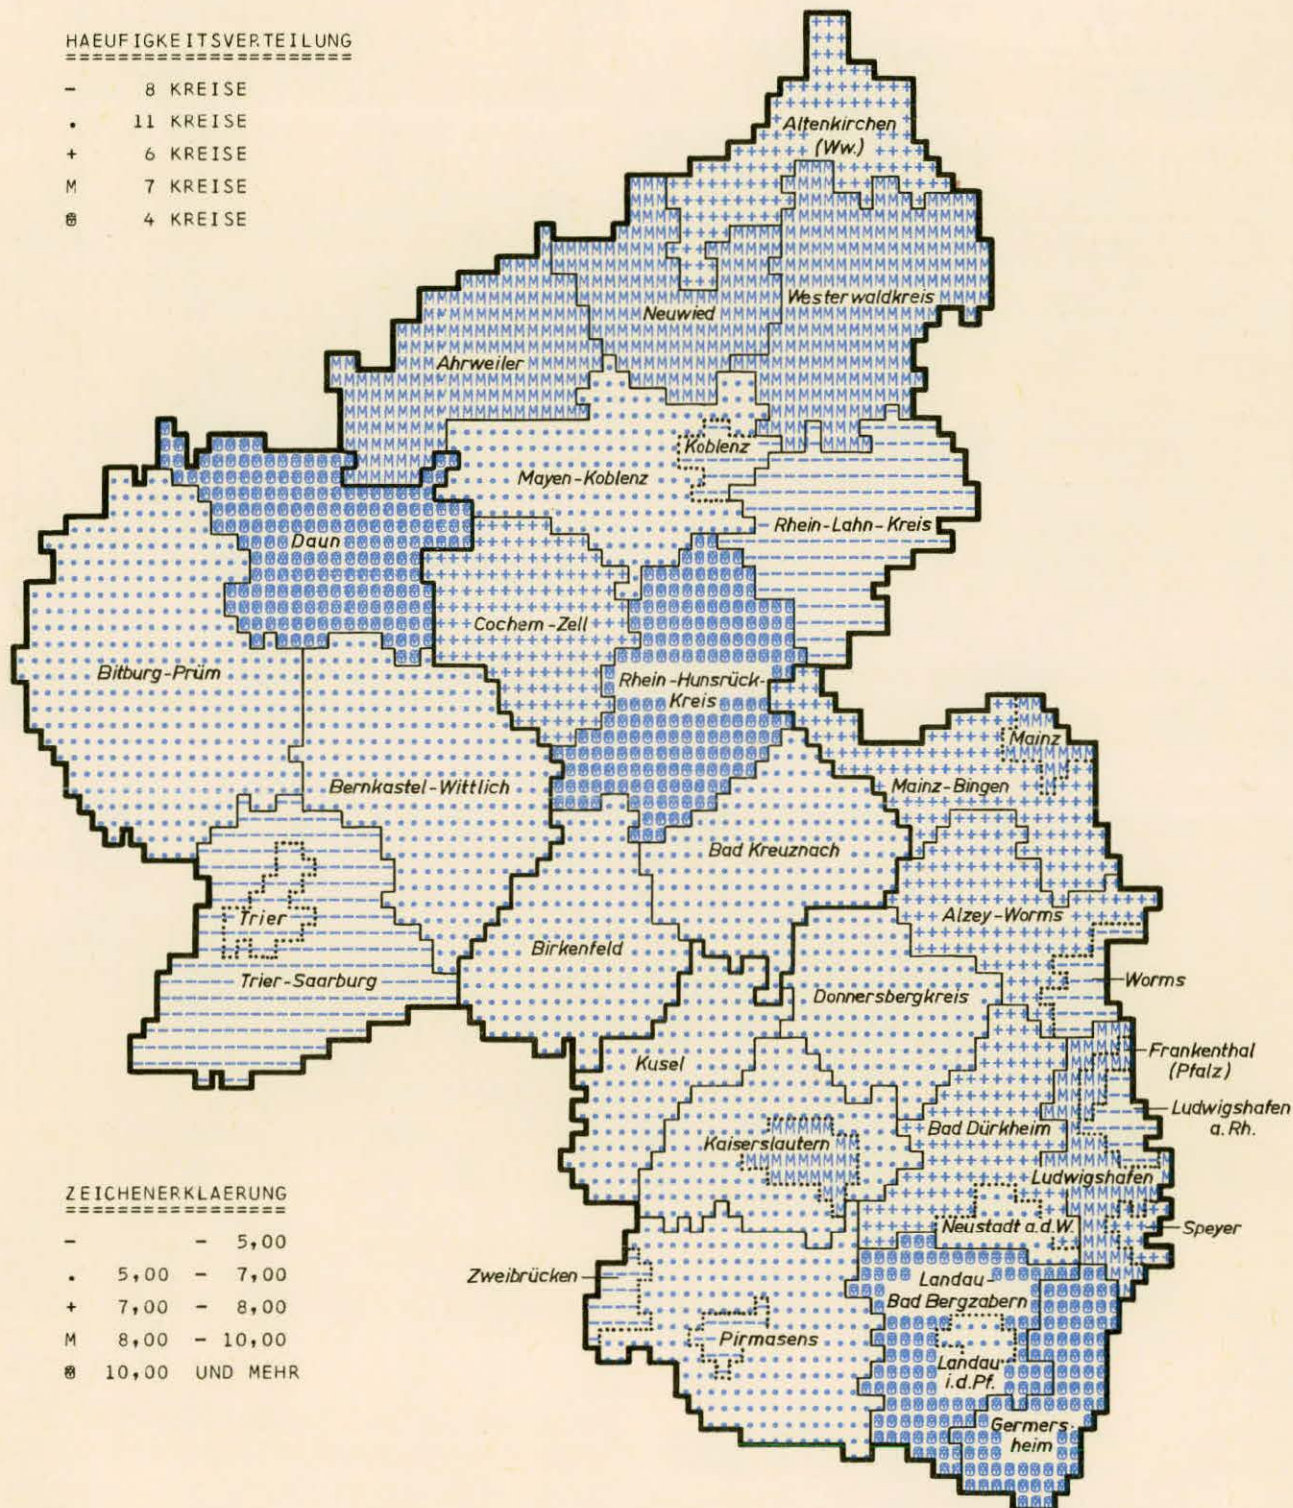 HAEUFIGKEITSVERTEILUNG
- 8 KREISE
. 11 KREISE
+ 6 KREISE
M 7 KREISE
4 KREISE
Altenkirchen
(Ww.)
Westerwaldkreis
Neuwied
Ahrweiler
Koblenz
Mayen-Koblenz
Rhein-Lahn-Kreis
Daun
Cochem-Zell
Bitburg-Prüm
Rhein-Hunsrück-
Kreis
Mainz
Mainz-Bingen
Bernkastel-Wittlich
Bad Kreuznach
Trier
Alzey-Worms
Birkenfeld
Trier-Saarburg
Worms
Donnersbergkreis
Frankenthal
(Pfalz)
Kusel
Ludwigshafen
a. Rh.
Bad Dürkheim
Kaiserslautern
Ludwigshafen
Neustadt a.d.W.
Speyer
Zweibrücken
Landau-
Bad Bergzabern
Pirmasens
Landau
i.d.Pf.
Germers-
heim
ZEICHENERKLAERUNG
- - 5,00
. 5,00 - 7,00
+ 7,00 - 8,00
M 8,00 - 10,00
10,00 UND MEHR